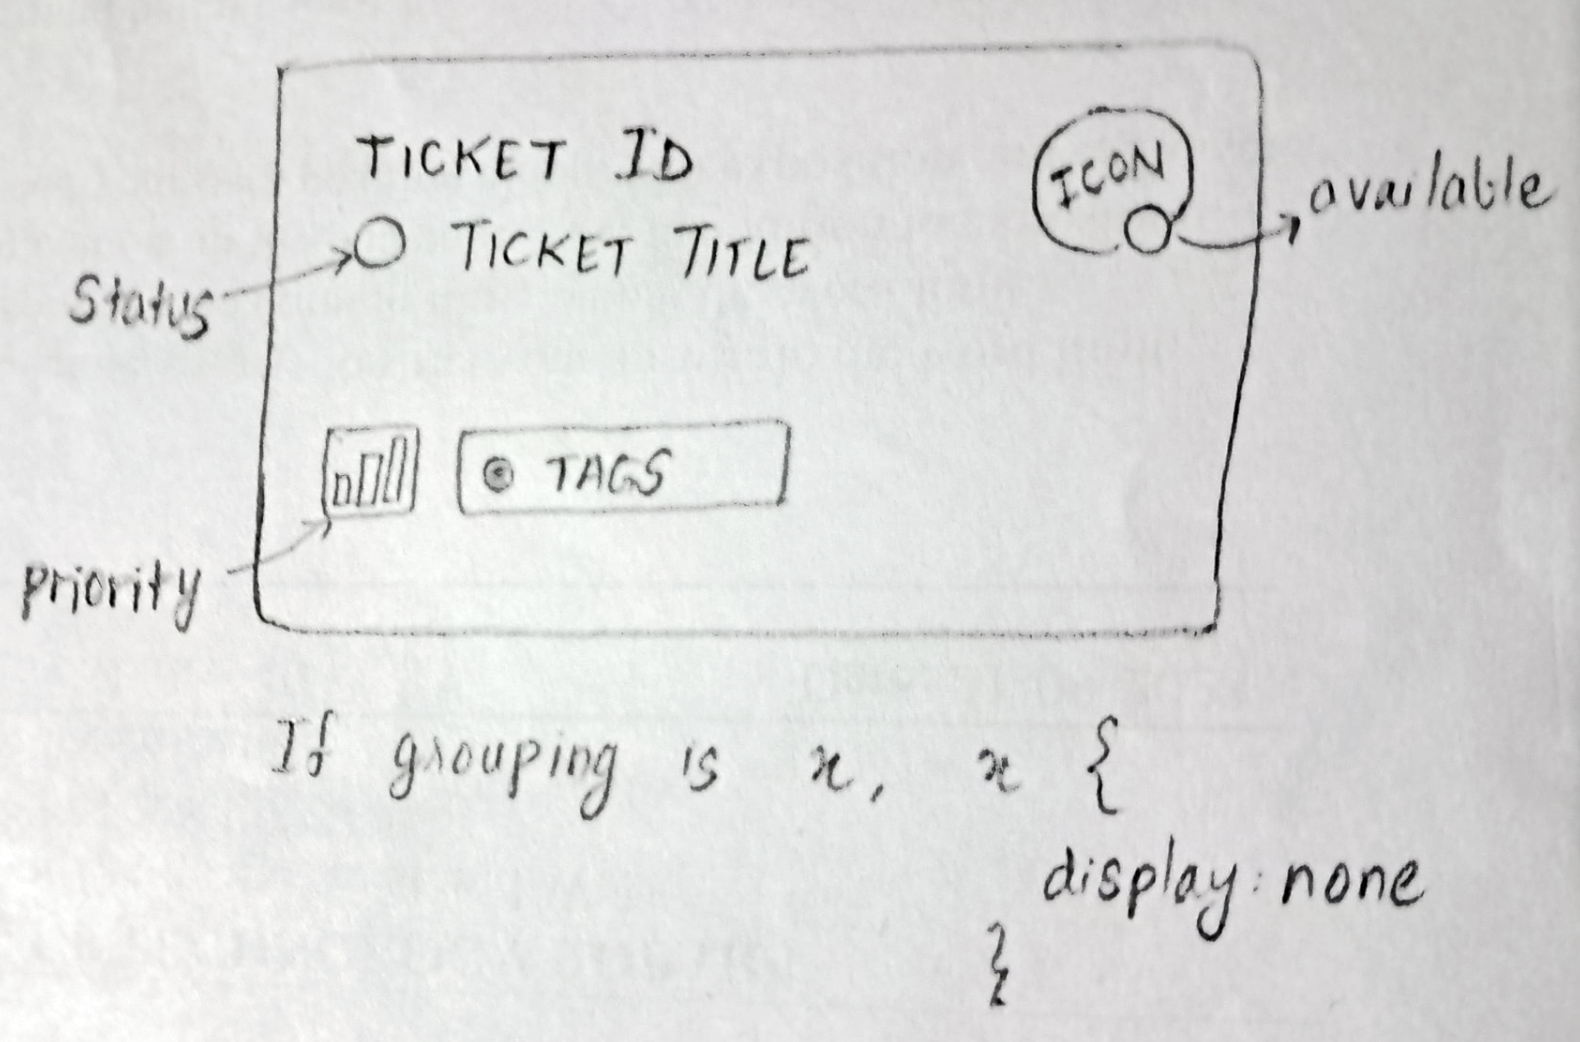 TICKET ID
ICON
available
TICKET TITLE
Status
TAGS
priority
If grouping is x, x {
display: none
}